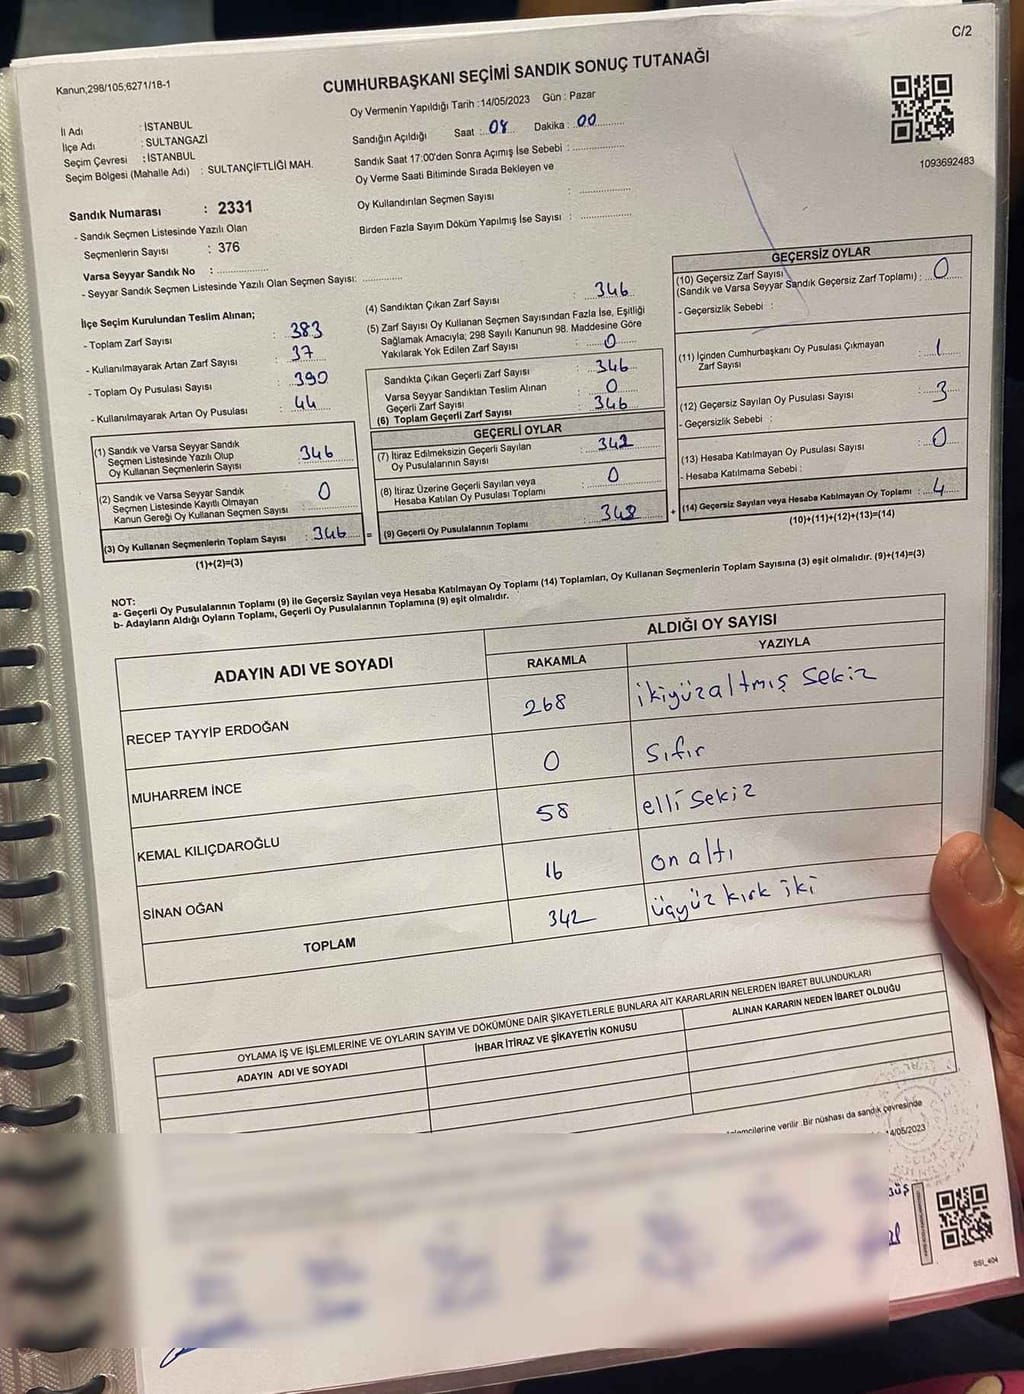 C/2
Kanun,298/105,6271/18-1
CUMHURBAŞKANI SEÇİMİ SANDIK SONUÇ TUTANAĞI
Oy Vermenin Yapıldığı Tarih :14/05/2023 Gün : Pazar
İl Adı : İSTANBUL
İlçe Adı : SULTANGAZİ
Seçim Çevresi : İSTANBUL
Seçim Bölgesi (Mahalle Adı) : SULTANÇİFTLİĞİ MAH.
Sandığın Açıldığı Saat : 08 Dakika : 00
Sandık Saat 17:00'den Sonra Açımış İse Sebebi :
Oy Verme Saati Bitiminde Sırada Bekleyen ve
Oy Kullandırılan Seçmen Sayısı :
Birden Fazla Sayım Döküm Yapılmış İse Sayısı :
1093692483
Sandık Numarası : 2331
- Sandık Seçmen Listesinde Yazılı Olan
Seçmenlerin Sayısı : 376
Varsa Seyyar Sandık No :
- Seyyar Sandık Seçmen Listesinde Yazılı Olan Seçmen Sayısı:
İlçe Seçim Kurulundan Teslim Alınan;
- Toplam Zarf Sayısı : 383
- Kullanılmayarak Artan Zarf Sayısı : 37
- Toplam Oy Pusulası Sayısı : 390
- Kullanılmayarak Artan Oy Pusulası : 44
(1) Sandık ve Varsa Seyyar Sandık
Seçmen Listesinde Yazılı Olup
Oy Kullanan Seçmenlerin Sayısı : 346
(2) Sandık ve Varsa Seyyar Sandık
Seçmen Listesinde Kayıtlı Olmayan
Kanun Gereği Oy Kullanan Seçmen Sayısı : 0
(3) Oy Kullanan Seçmenlerin Toplam Sayısı : 346
(1)+(2)=(3)
(4) Sandıktan Çıkan Zarf Sayısı : 346
(5) Zarf Sayısı Oy Kullanan Seçmen Sayısından Fazla İse, Eşitliği
Sağlamak Amacıyla; 298 Sayılı Kanunun 98. Maddesine Göre
Yakılarak Yok Edilen Zarf Sayısı : 0
Sandıkta Çıkan Geçerli Zarf Sayısı : 346
Varsa Seyyar Sandıktan Teslim Alınan
Geçerli Zarf Sayısı : 0
(6) Toplam Geçerli Zarf Sayısı : 346
GEÇERLİ OYLAR
(7) İtiraz Edilmeksizin Geçerli Sayılan
Oy Pusulalarının Sayısı : 342
(8) İtiraz Üzerine Geçerli Sayılan veya
Hesaba Katılan Oy Pusulası Toplamı : 0
= (9) Geçerli Oy Pusulalarının Toplamı :
GEÇERSİZ OYLAR
(10) Geçersiz Zarf Sayısı
(Sandık ve Varsa Seyyar Sandık Geçersiz Zarf Toplamı) : 0
- Geçersizlik Sebebi :
(11) İçinden Cumhurbaşkanı Oy Pusulası Çıkmayan
Zarf Sayısı : 1
(12) Geçersiz Sayılan Oy Pusulası Sayısı : 3
- Geçersizlik Sebebi :
(13) Hesaba Katılmayan Oy Pusulası Sayısı : 0
- Hesaba Katılmama Sebebi :
+ (14) Geçersiz Sayılan veya Hesaba Katılmayan Oy Toplamı : 4
(10)+(11)+(12)+(13)=(14)
NOT:
a- Geçerli Oy Pusulalarının Toplamı (9) ile Geçersiz Sayılan veya Hesaba Katılmayan Oy Toplamı (14) Toplamları, Oy Kullanan Seçmenlerin Toplam Sayısına (3) eşit olmalıdır. (9)+(14)=(3)
b- Adayların Aldığı Oyların Toplamı, Geçerli Oy Pusulalarının Toplamına (9) eşit olmalıdır.
ADAYIN ADI VE SOYADI
ALDIĞI OY SAYISI
RAKAMLA YAZIYLA
RECEP TAYYİP ERDOĞAN 268 ikiyüzaltmış sekiz
MUHARREM İNCE 0 sıfır
KEMAL KILIÇDAROĞLU 58 elli sekiz
SİNAN OĞAN 16 on altı
TOPLAM 342 üçyüz kırk iki
OYLAMA İŞ VE İŞLEMLERİNE VE OYLARIN SAYIM VE DÖKÜMÜNE DAİR ŞİKAYETLERLE BUNLARA AİT KARARLARIN NELERDEN İBARET BULUNDUKLARI
ADAYIN ADI VE SOYADI İHBAR İTİRAZ VE ŞİKAYETİN KONUSU ALINAN KARARIN NEDEN İBARET OLDUĞU
verilir .Bir nüshası da sandık çevresinde
14/05/2023